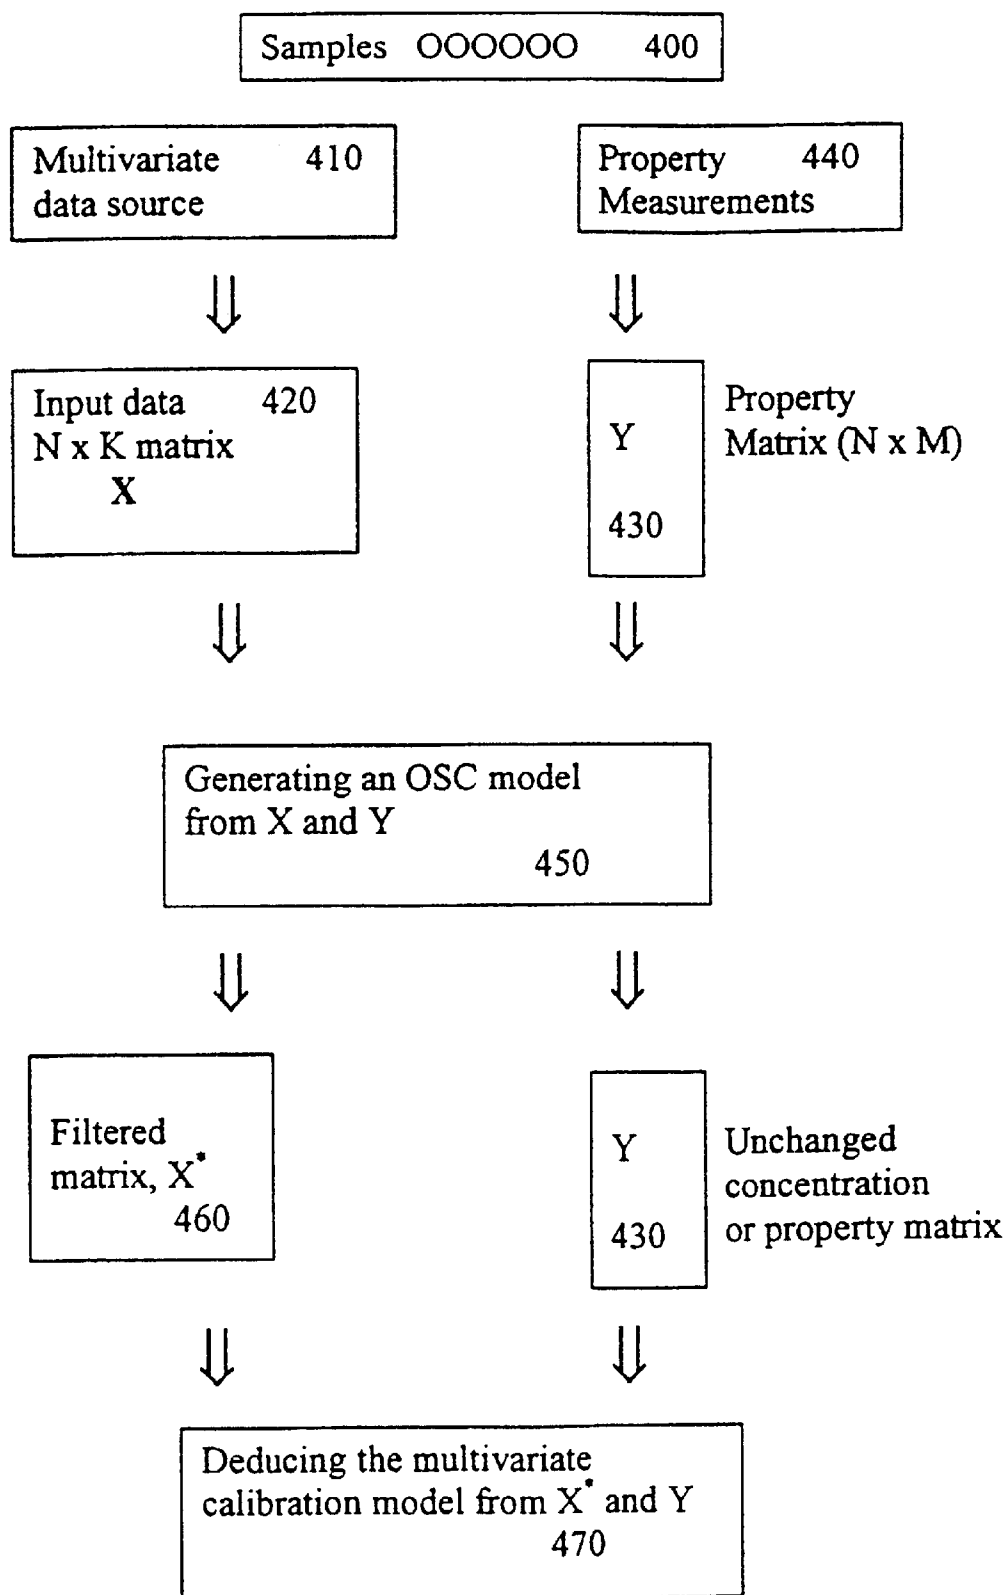 Samples OOOOOO 400
Multivariate 410
data source
Property 440
Measurements
Input data 420
N x K matrix
X
Y
430
Property
Matrix (N x M)
Generating an OSC model
from X and Y
450
Filtered
matrix, X*
460
Y
430
Unchanged
concentration
or property matrix
Deducing the multivariate
calibration model from X* and Y
470